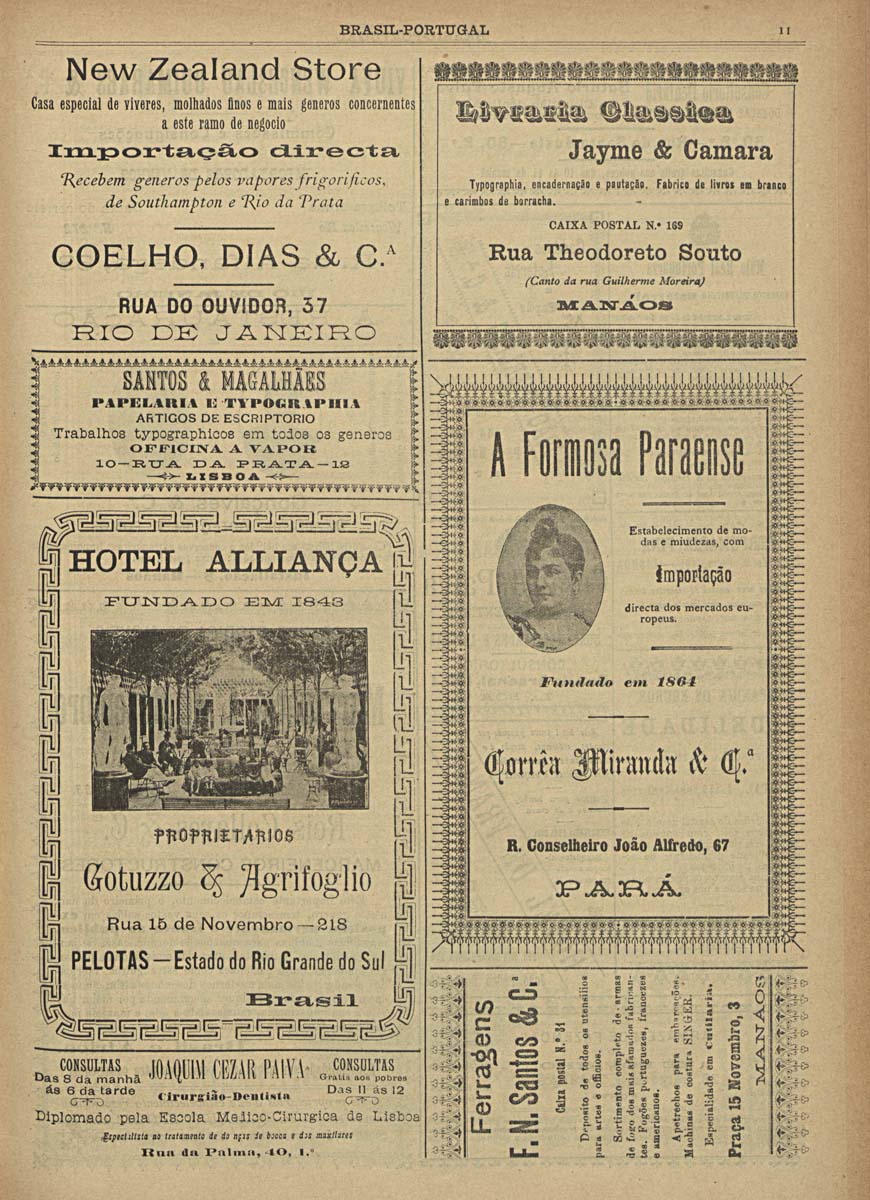 BRASIL-PORTUGAL
11
New Zealand Store
Casa especial de viveres, molhados finos e mais generos concernentes
a este ramo de negocio
Importação directa
Recebem generos pelos vapores frigorificos,
de Southampton e Rio da Prata
COELHO, DIAS & C.A
RUA DO OUVIDOR, 37
RIO DE JANEIRO
SANTOS & MAGALHÃES
PAPELARIA E TYPOGRAPHIA
ARTIGOS DE ESCRIPTORIO
Trabalhos typographicos em todos os generos
OFFICINA A VAPOR
10—RUA DA PRATA—12
LISBOA
HOTEL ALLIANÇA
FUNDADO EM 1843
PROPRIETARIOS
Gotuzzo & Agrifoglio
Rua 15 de Novembro—218
PELOTAS—Estado do Rio Grande do Sul
Brasil
CONSULTAS
Das 8 da manhã
ás 6 da tarde
JOAQUIM CEZAR PAIVA
Cirurgião-Dentista
CONSULTAS
Gratis aos pobres
Das 11 ás 12
Diplomado pela Escola Medico-Cirurgica de Lisboa
Especialista no tratamento de do nças de bocca e dos maxillares
Rua da Palma, 40, 1.º
Livraria Classica
Jayme & Camara
Typographia, encadernação e pautação. Fabrico de livros em branco
e carimbos de borracha.
CAIXA POSTAL N.º 169
Rua Theodoreto Souto
(Canto da rua Guilherme Moreira)
MANÁOS
A Formosa Paraense
Estabelecimento de mo-
das e miudezas, com
Importação
directa dos mercados eu-
ropeus.
Fundado em 1864
Corrêa Miranda & C.ª
R. Conselheiro João Alfredo, 67
PARÁ
Ferragens
F. N. Santos & C.ª
Caixa postal N.º 31
Deposito de todos os utensilios
para artes e officios.
Sortimento completo de armas
de fogo dos mais afamados fabrican-
tes. Fogões portuguezes, francezes
e americanos.
Apetrechos para embarcações.
Machinas de costura SINGER.
Especialidade em Cutilaria.
Praça 15 Novembro, 3
MANÁOS